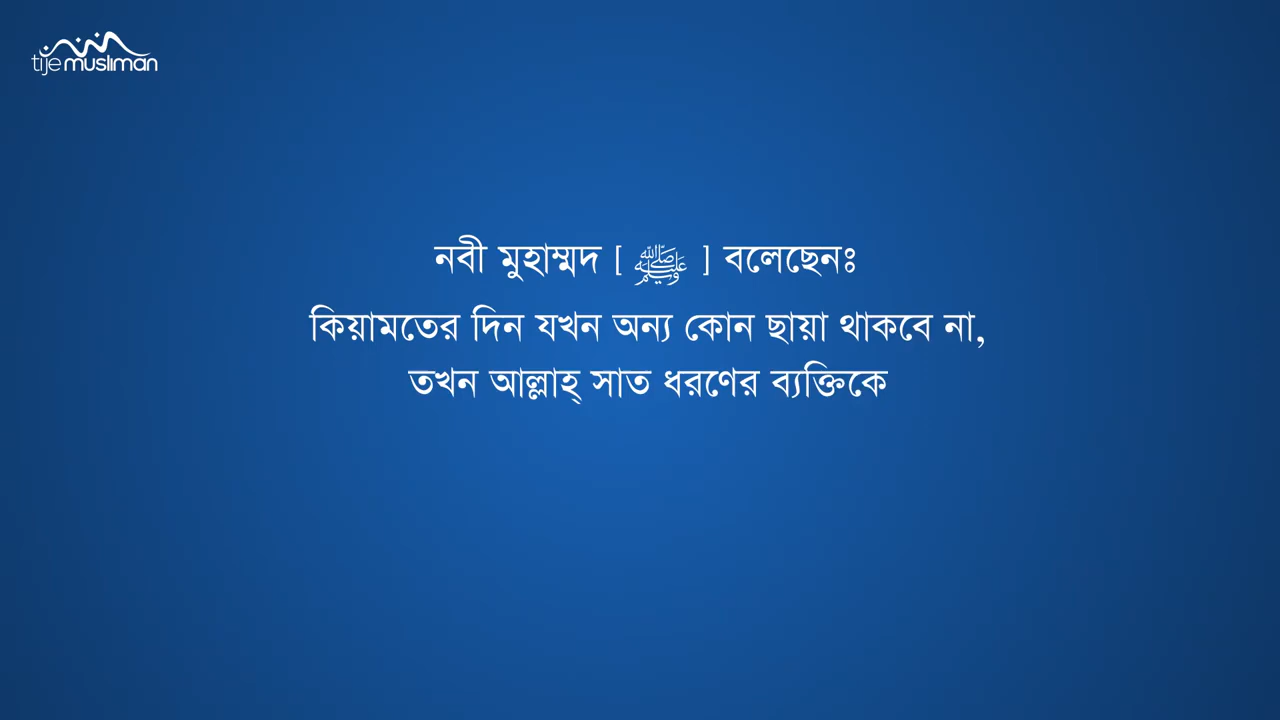 tijemusliman
নবী মুহাম্মদ [ ﷺ ] বলেছেনঃ
কিয়ামতের দিন যখন অন্য কোন ছায়া থাকবে না,
তখন আল্লাহ্ সাত ধরণের ব্যক্তিকে